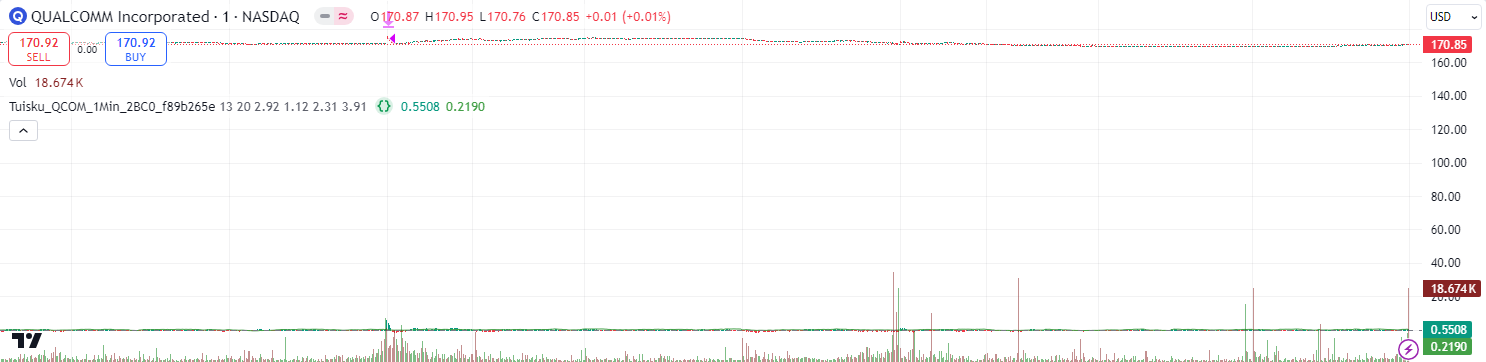 QUALCOMM Incorporated · 1 · NASDAQ
O170.87 H170.95 L170.76 C170.85 +0.01 (+0.01%)
USD
170.92
SELL
0.00
170.92
BUY
170.85
Vol 18.674K
Tuisku_QCOM_1Min_2BC0_f89b265e 13 20 2.92 1.12 2.31 3.91 {} 0.5508 0.2190
160.00
140.00
120.00
100.00
80.00
60.00
40.00
18.674K
20.00
0.5508
0.2190